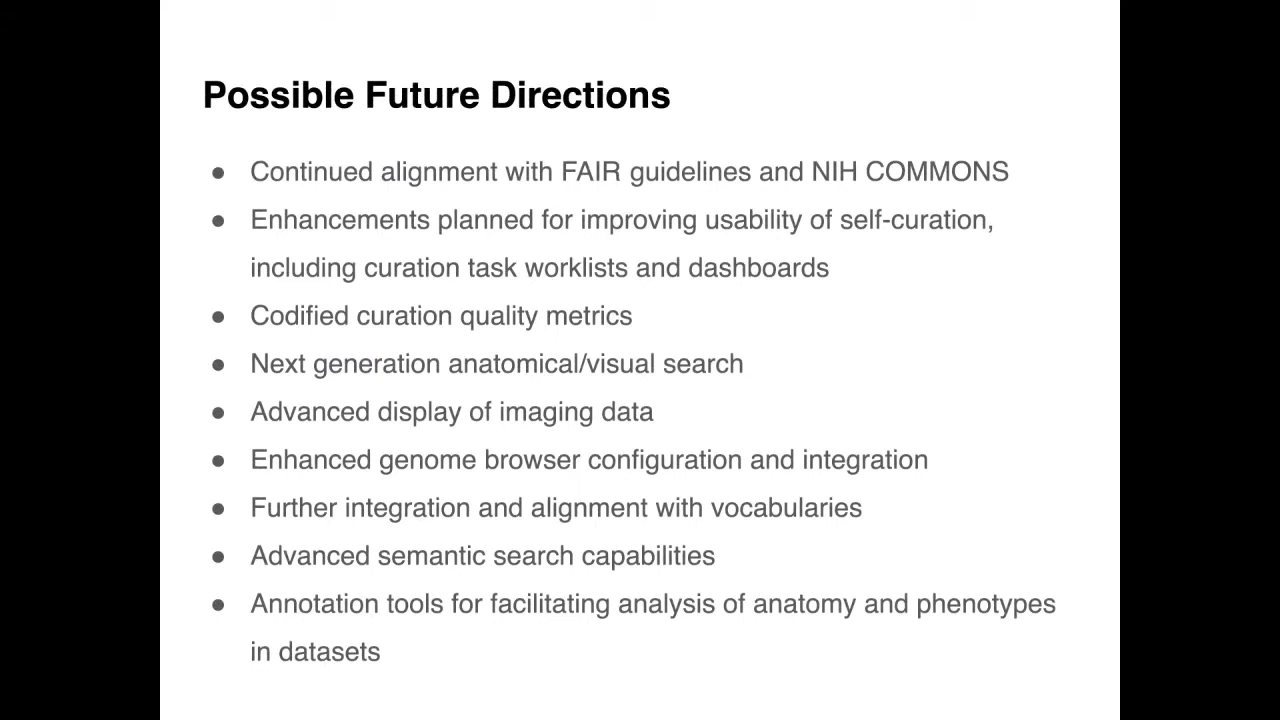 Possible Future Directions
● Continued alignment with FAIR guidelines and NIH COMMONS
● Enhancements planned for improving usability of self-curation,
including curation task worklists and dashboards
● Codified curation quality metrics
● Next generation anatomical/visual search
● Advanced display of imaging data
● Enhanced genome browser configuration and integration
● Further integration and alignment with vocabularies
● Advanced semantic search capabilities
● Annotation tools for facilitating analysis of anatomy and phenotypes
in datasets